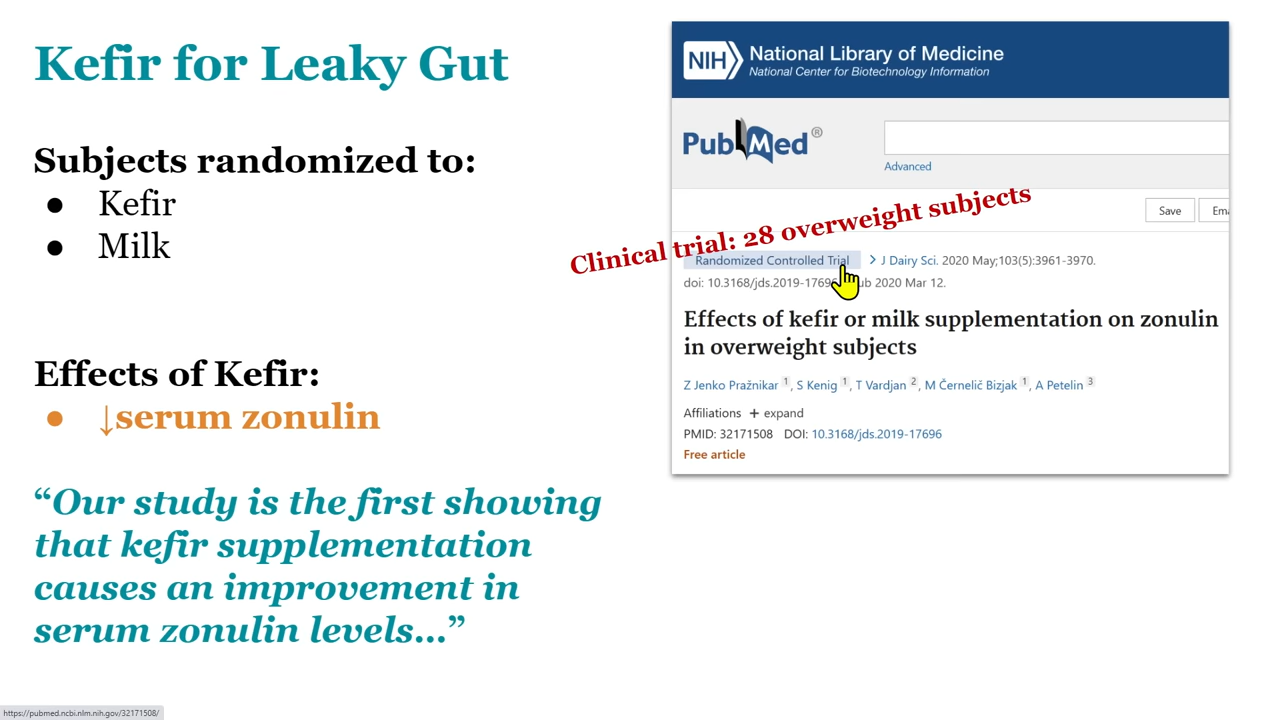 Kefir for Leaky Gut
Subjects randomized to:
● Kefir
● Milk
Effects of Kefir:
● ↓serum zonulin
“Our study is the first showing
that kefir supplementation
causes an improvement in
serum zonulin levels...”
NIH National Library of Medicine
National Center for Biotechnology Information
PubMed®
Advanced
Save Ema
Clinical trial: 28 overweight subjects
Randomized Controlled Trial > J Dairy Sci. 2020 May;103(5):3961-3970.
doi: 10.3168/jds.2019-17696 ub 2020 Mar 12.
Effects of kefir or milk supplementation on zonulin
in overweight subjects
Z Jenko Pražnikar 1, S Kenig 1, T Vardjan 2, M Černelič Bizjak 1, A Petelin 3
Affiliations + expand
PMID: 32171508 DOI: 10.3168/jds.2019-17696
Free article
https://pubmed.ncbi.nlm.nih.gov/32171508/